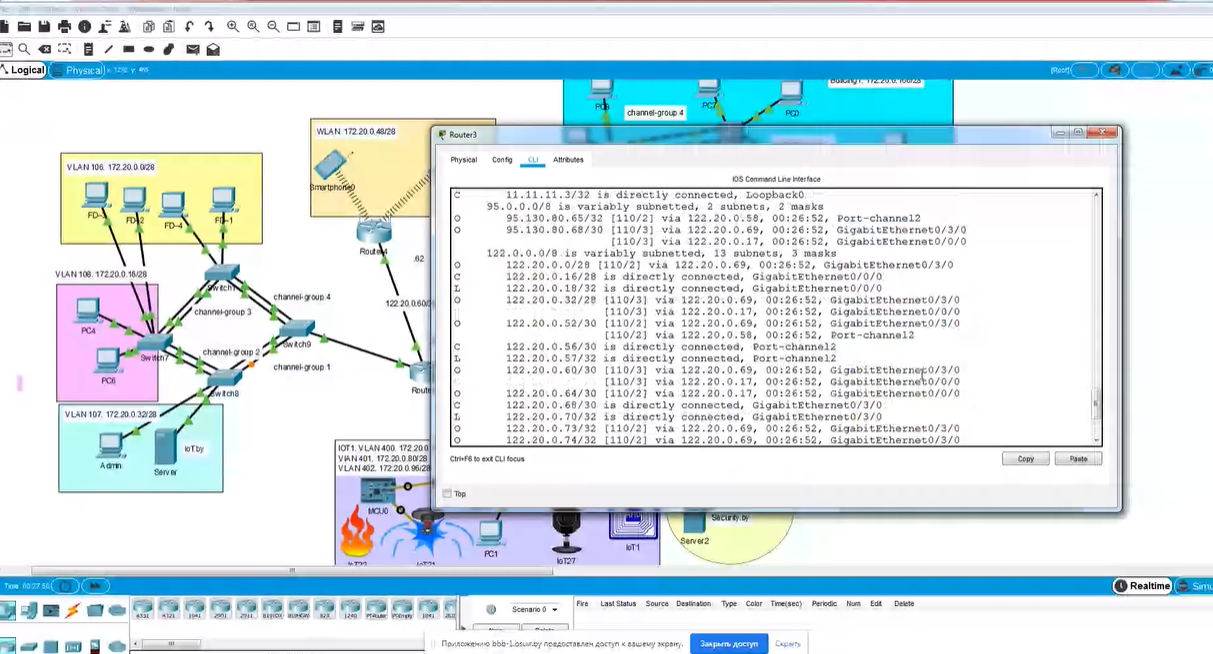 Logical
Physical
x: 1292, y: 465
[Root]
Building1. 172.20.0.160/28
PC8
PC7
PC0
channel-group 4
WLAN. 172.20.0.48/28
Smartphone0
VLAN 106. 172.20.0.0/28
FD-2
FD-4
FD-1
Router4
.62
VLAN 108. 172.20.0.16/28
channel-group 4
channel-group 3
122.20.0.60/30
PC4
Switch9
Switch7
channel-group 2
PC6
channel-group 1
Switch8
VLAN 107. 172.20.0.32/28
IoT.by
Admin
Server
IOT1. VLAN 400. 172.20.0
VLAN 401. 172.20.0.80/28
VLAN 402. 172.20.0.96/28
MCU0
PC1
IoT27
IoT1
Security.by
Server2
Router3
Physical
Config
CLI
Attributes
IOS Command Line Interface
C 11.11.11.3/32 is directly connected, Loopback0
95.0.0.0/8 is variably subnetted, 2 subnets, 2 masks
O 95.130.80.65/32 [110/2] via 122.20.0.58, 00:26:52, Port-channel2
O 95.130.80.68/30 [110/3] via 122.20.0.69, 00:26:52, GigabitEthernet0/3/0
[110/3] via 122.20.0.17, 00:26:52, GigabitEthernet0/0/0
122.0.0.0/8 is variably subnetted, 13 subnets, 3 masks
O 122.20.0.0/28 [110/2] via 122.20.0.69, 00:26:52, GigabitEthernet0/3/0
C 122.20.0.16/28 is directly connected, GigabitEthernet0/0/0
L 122.20.0.18/32 is directly connected, GigabitEthernet0/0/0
O 122.20.0.32/28 [110/3] via 122.20.0.69, 00:26:52, GigabitEthernet0/3/0
[110/3] via 122.20.0.17, 00:26:52, GigabitEthernet0/0/0
O 122.20.0.52/30 [110/2] via 122.20.0.69, 00:26:52, GigabitEthernet0/3/0
[110/2] via 122.20.0.58, 00:26:52, Port-channel2
C 122.20.0.56/30 is directly connected, Port-channel2
L 122.20.0.57/32 is directly connected, Port-channel2
O 122.20.0.60/30 [110/3] via 122.20.0.69, 00:26:52, GigabitEthernet0/3/0
[110/3] via 122.20.0.17, 00:26:52, GigabitEthernet0/0/0
O 122.20.0.64/30 [110/2] via 122.20.0.17, 00:26:52, GigabitEthernet0/0/0
C 122.20.0.68/30 is directly connected, GigabitEthernet0/3/0
L 122.20.0.70/32 is directly connected, GigabitEthernet0/3/0
O 122.20.0.73/32 [110/2] via 122.20.0.69, 00:26:52, GigabitEthernet0/3/0
O 122.20.0.74/32 [110/2] via 122.20.0.69, 00:26:52, GigabitEthernet0/3/0
Ctrl+F6 to exit CLI focus
Copy
Paste
Top
Realtime
Scenario 0
Fire Last Status Source Destination Type Color Time(sec) Periodic Num Edit Delete
Приложению bbb-1.bsuir.by предоставлен доступ к вашему экрану.
Закрыть доступ
Скрыть